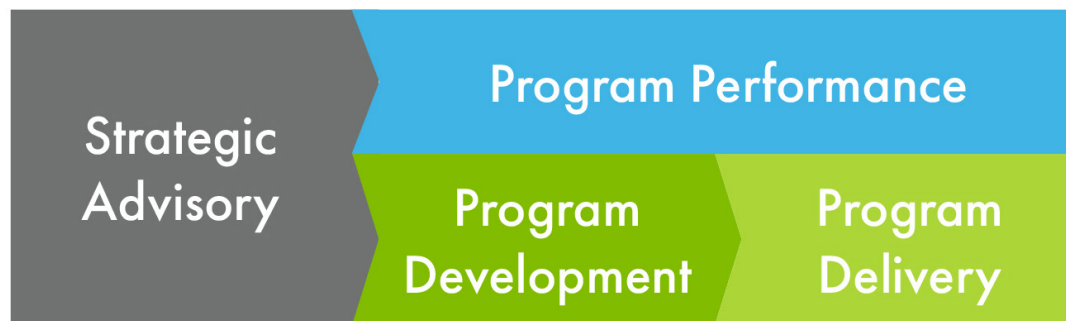 Strategic
Advisory
Program Performance
Program
Development
Program
Delivery